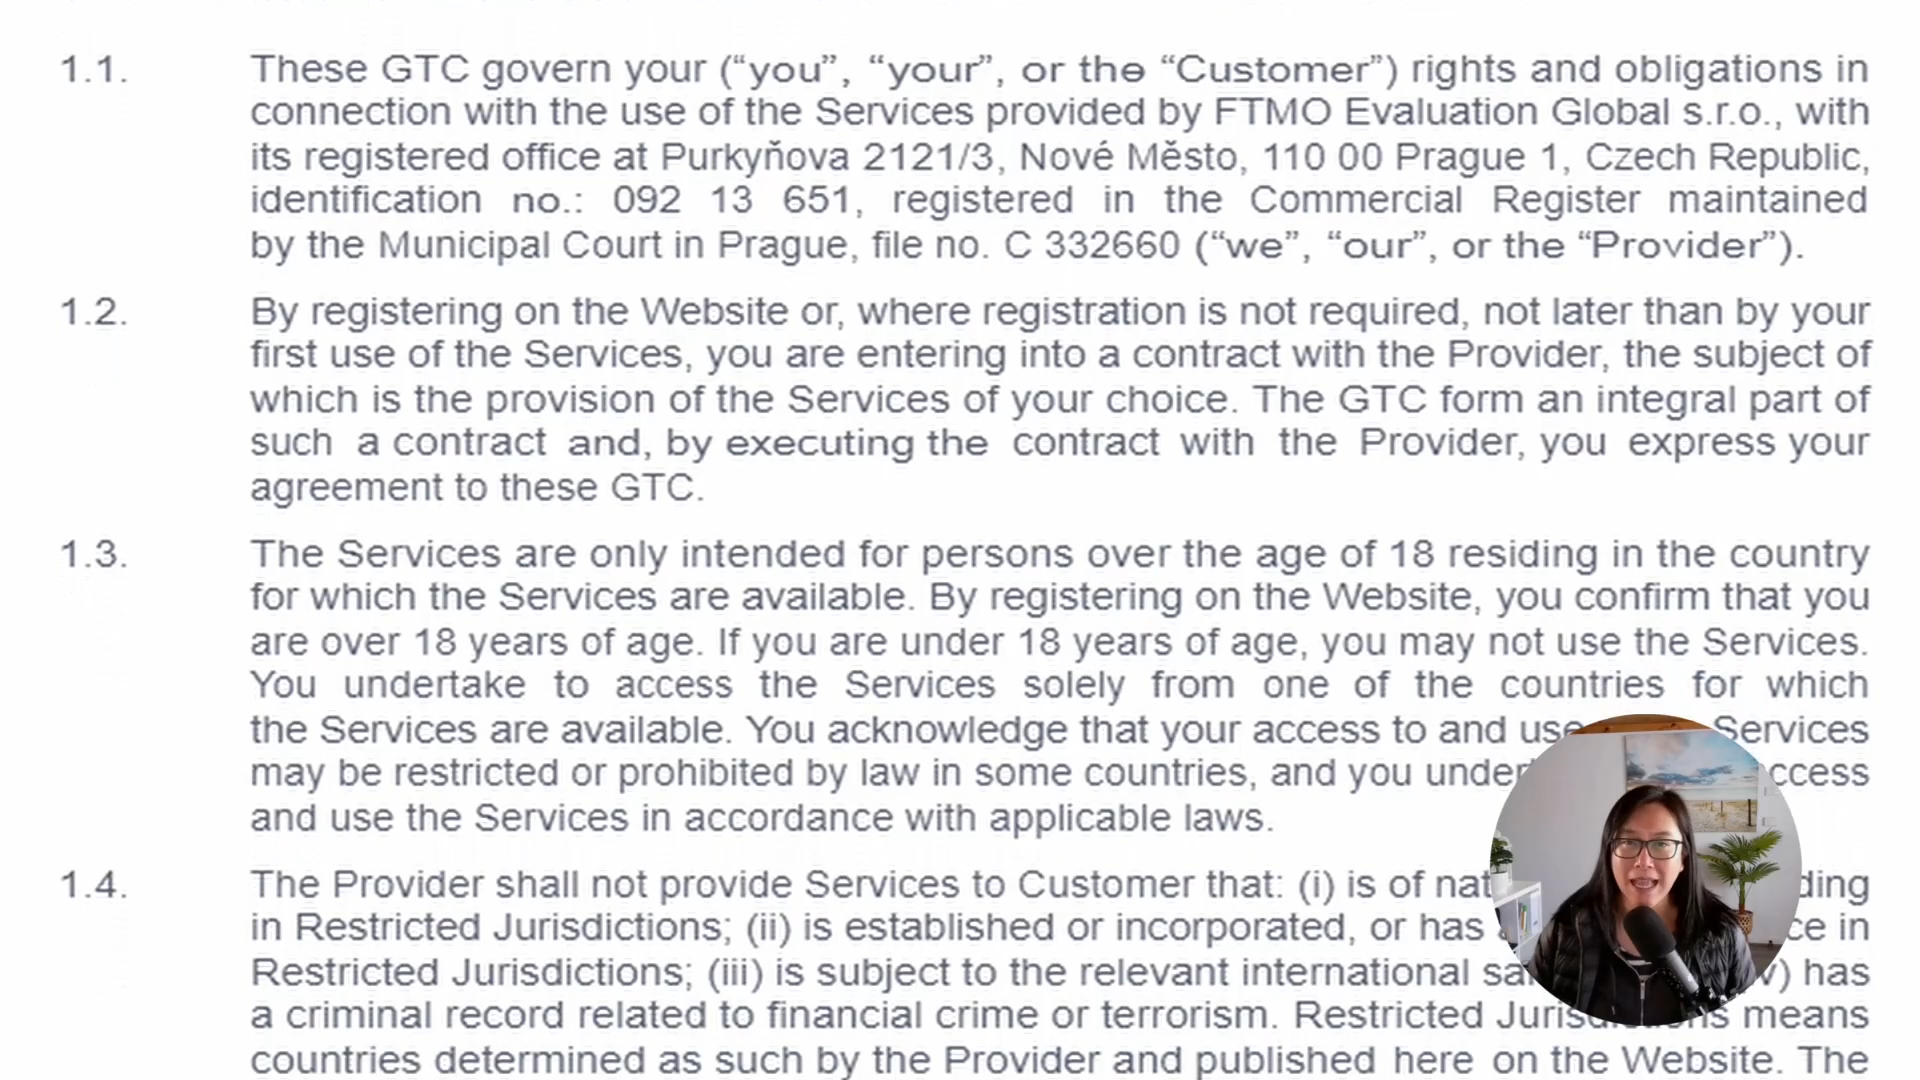 1.1. These GTC govern your (“you”, “your”, or the “Customer”) rights and obligations in
connection with the use of the Services provided by FTMO Evaluation Global s.r.o., with
its registered office at Purkyňova 2121/3, Nové Město, 110 00 Prague 1, Czech Republic,
identification no.: 092 13 651, registered in the Commercial Register maintained
by the Municipal Court in Prague, file no. C 332660 (“we”, “our”, or the “Provider”).
1.2. By registering on the Website or, where registration is not required, not later than by your
first use of the Services, you are entering into a contract with the Provider, the subject of
which is the provision of the Services of your choice. The GTC form an integral part of
such a contract and, by executing the contract with the Provider, you express your
agreement to these GTC.
1.3. The Services are only intended for persons over the age of 18 residing in the country
for which the Services are available. By registering on the Website, you confirm that you
are over 18 years of age. If you are under 18 years of age, you may not use the Services.
You undertake to access the Services solely from one of the countries for which
the Services are available. You acknowledge that your access to and use Services
may be restricted or prohibited by law in some countries, and you
and use the Services in accordance with applicable laws.
1.4. The Provider shall not provide Services to Customer that: (i) is of
in Restricted Jurisdictions; (ii) is established or incorporated, or has in
Restricted Jurisdictions; (iii) is subject to the relevant international has
a criminal record related to financial crime or terrorism. Restricted Jurisdictions means
countries determined as such by the Provider and published here on the Website. The